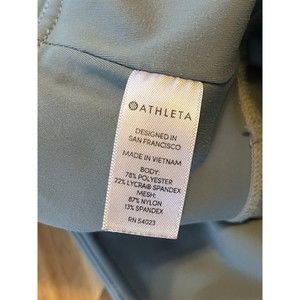 ATHLETA
DESIGNED IN
SAN FRANCISCO
MADE IN VIETNAM
BODY:
78% POLYESTER
22% LYCRA® SPANDEX
MESH:
87% NYLON
13% SPANDEX
RN 54023